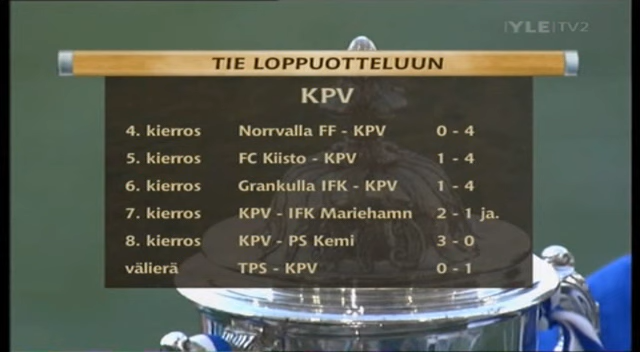 YLE TV2
TIE LOPPUOTTELUUN
KPV
4. kierros Norrvalla FF - KPV 0 - 4
5. kierros FC Kiisto - KPV 1 - 4
6. kierros Grankulla IFK - KPV 1 - 4
7. kierros KPV - IFK Mariehamn 2 - 1 ja.
8. kierros KPV - PS Kemi 3 - 0
välierä TPS - KPV 0 - 1